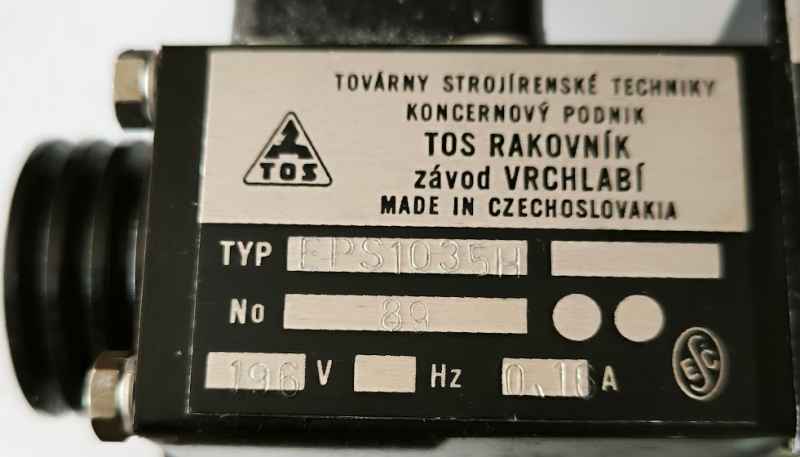 TOVÁRNY STROJÍRENSKÉ TECHNIKY
KONCERNOVÝ PODNIK
TOS RAKOVNÍK
závod VRCHLABÍ
MADE IN CZECHOSLOVAKIA
TOS
TYP EPS1035H
No 89
196 V Hz 0.16 A
ESC